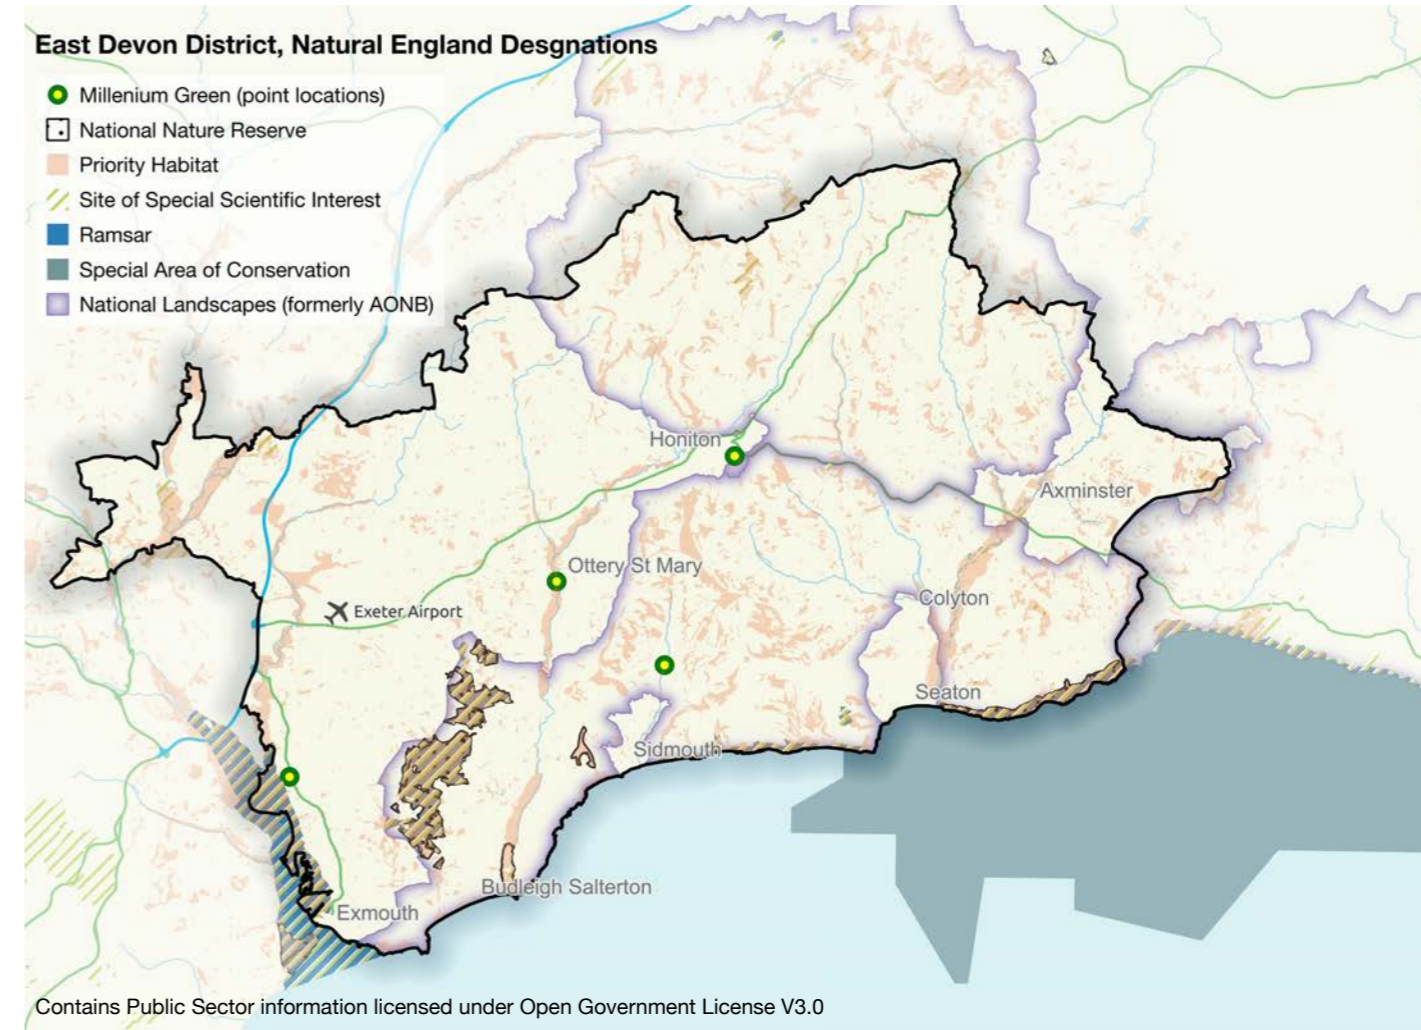 East Devon District, Natural England Desgnations
Millenium Green (point locations)
National Nature Reserve
Priority Habitat
Site of Special Scientific Interest
Ramsar
Special Area of Conservation
National Landscapes (formerly AONB)
Honiton
Axminster
Ottery St Mary
Colyton
Exeter Airport
Seaton
Sidmouth
Budleigh Salterton
Exmouth
Contains Public Sector information licensed under Open Government License V3.0